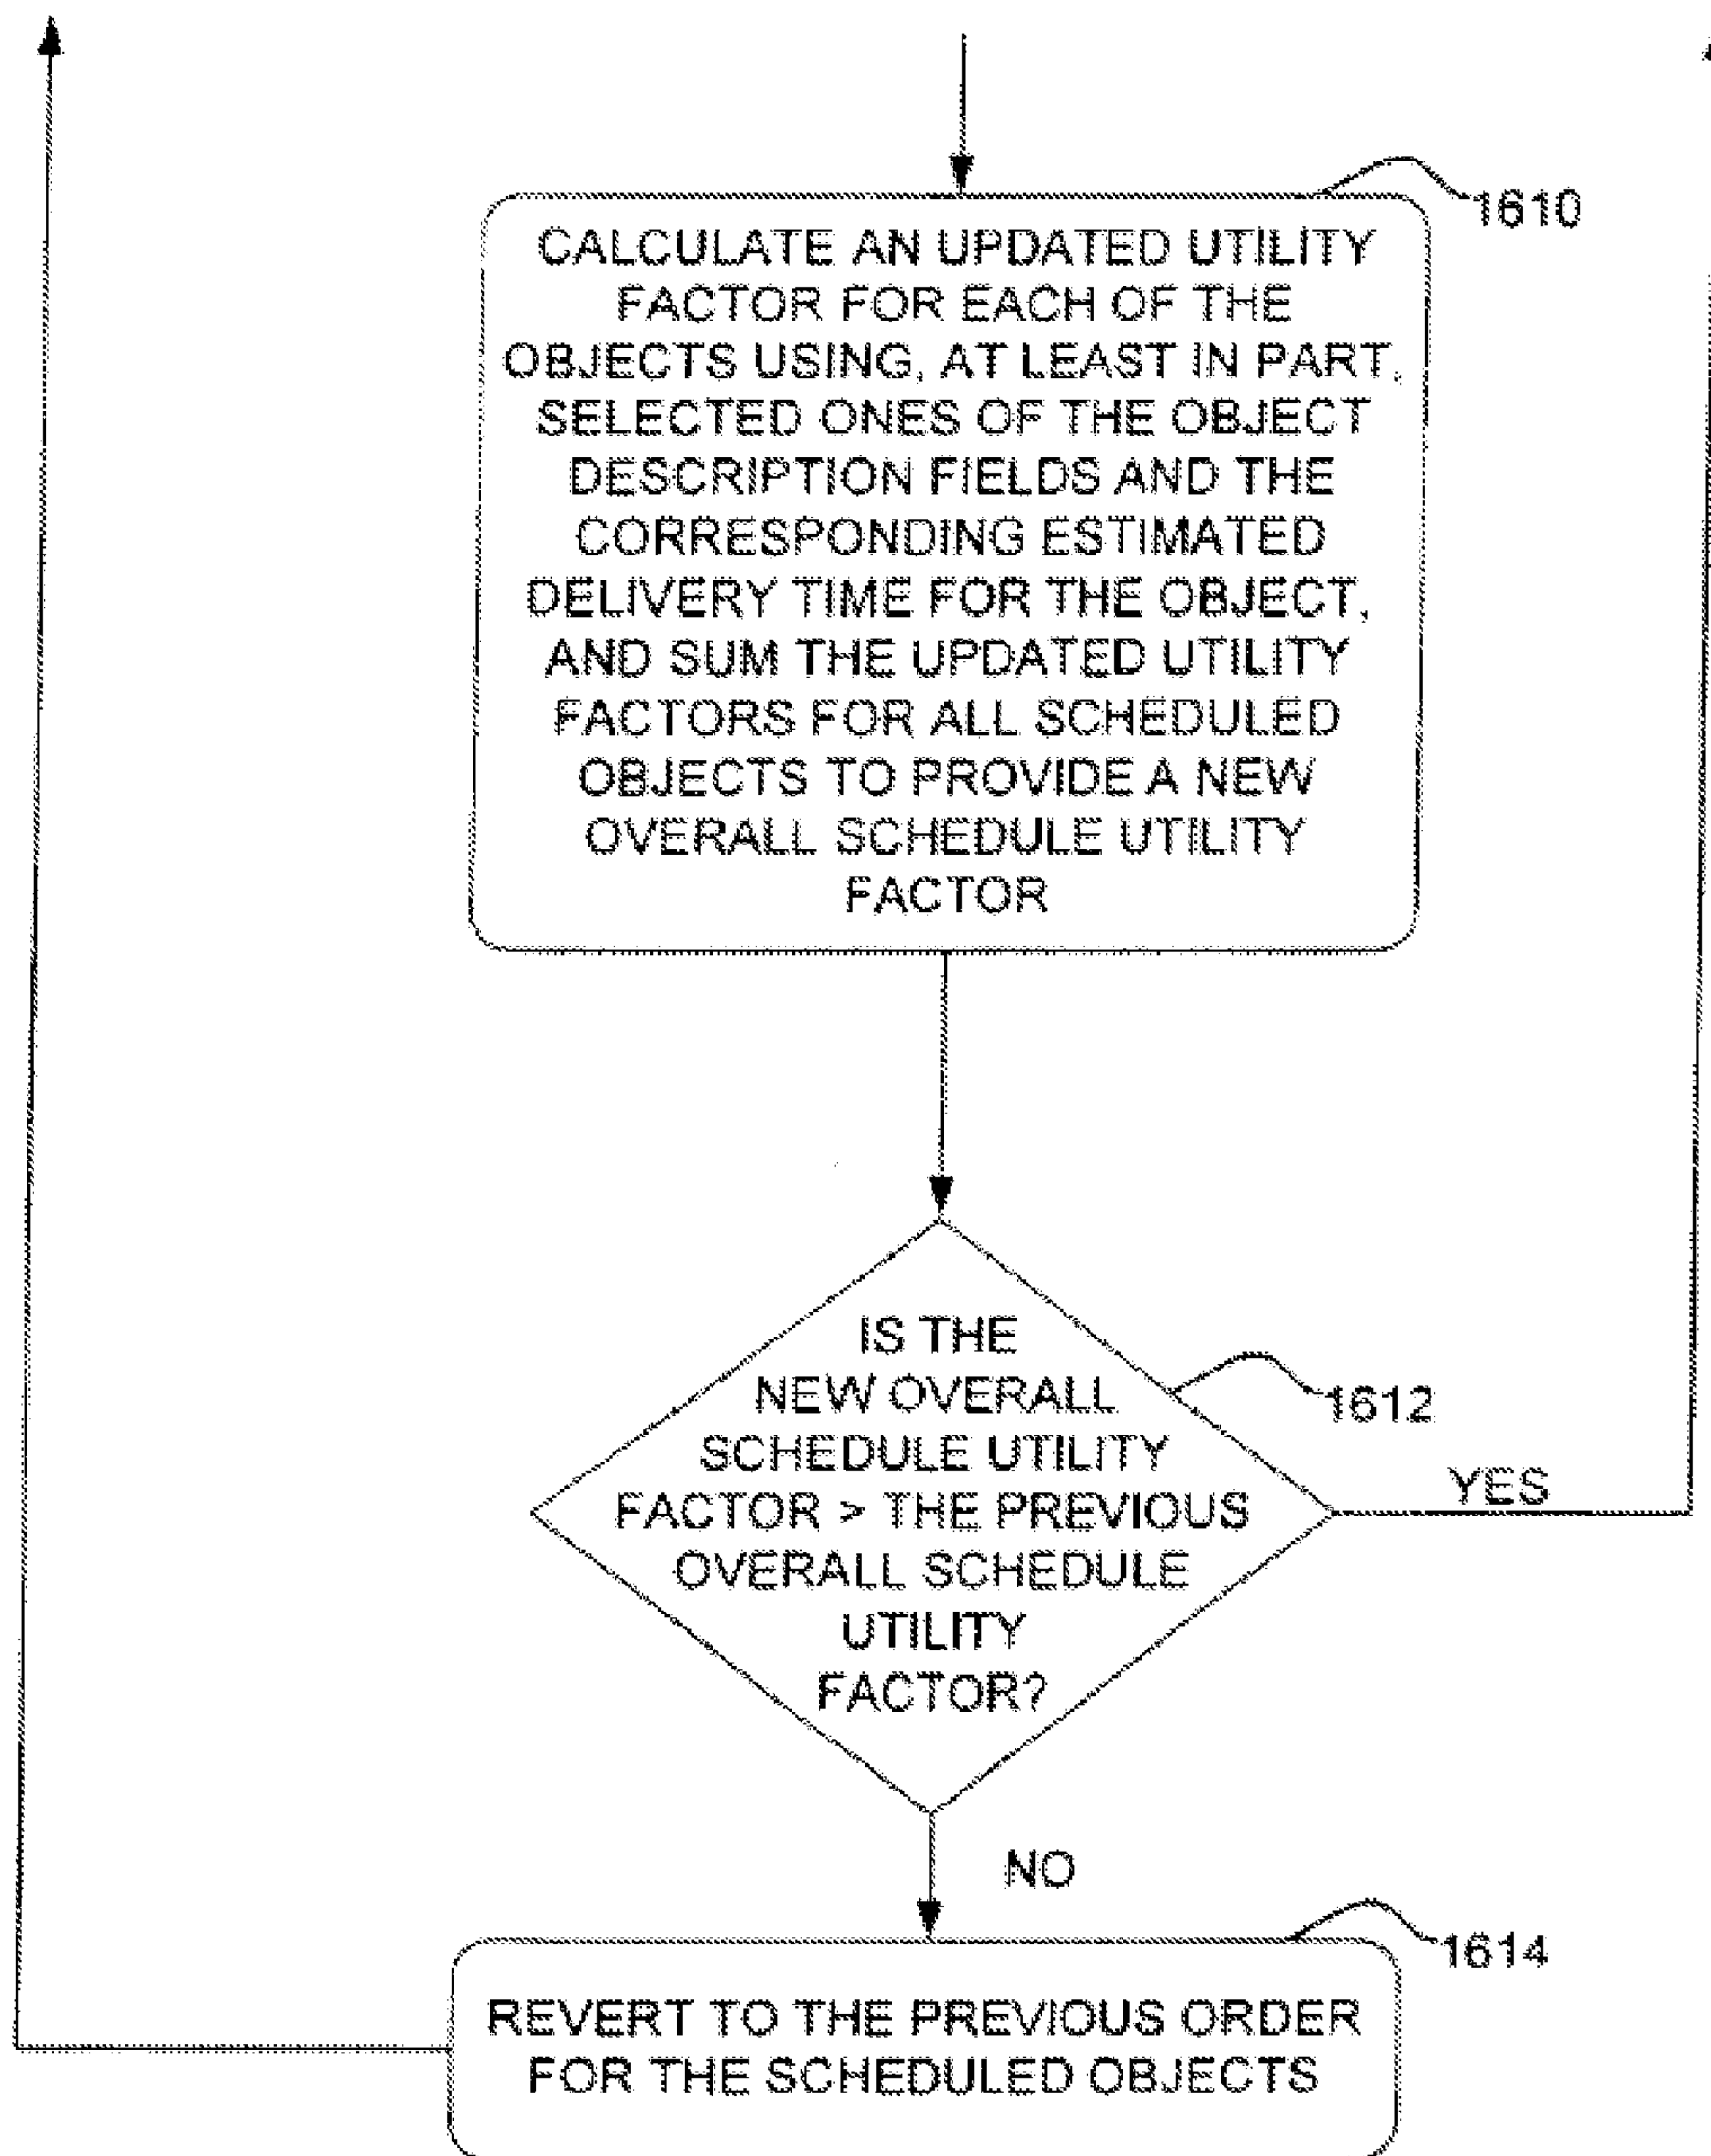 1610
CALCULATE AN UPDATED UTILITY
FACTOR FOR EACH OF THE
OBJECTS USING, AT LEAST IN PART,
SELECTED ONES OF THE OBJECT
DESCRIPTION FIELDS AND THE
CORRESPONDING ESTIMATED
DELIVERY TIME FOR THE OBJECT,
AND SUM THE UPDATED UTILITY
FACTORS FOR ALL SCHEDULED
OBJECTS TO PROVIDE A NEW
OVERALL SCHEDULE UTILITY
FACTOR
IS THE
NEW OVERALL
1612
SCHEDULE UTILITY
YES
FACTOR > THE PREVIOUS
OVERALL SCHEDULE
UTILITY
FACTOR?
NO
1614
REVERT TO THE PREVIOUS ORDER
FOR THE SCHEDULED OBJECTS